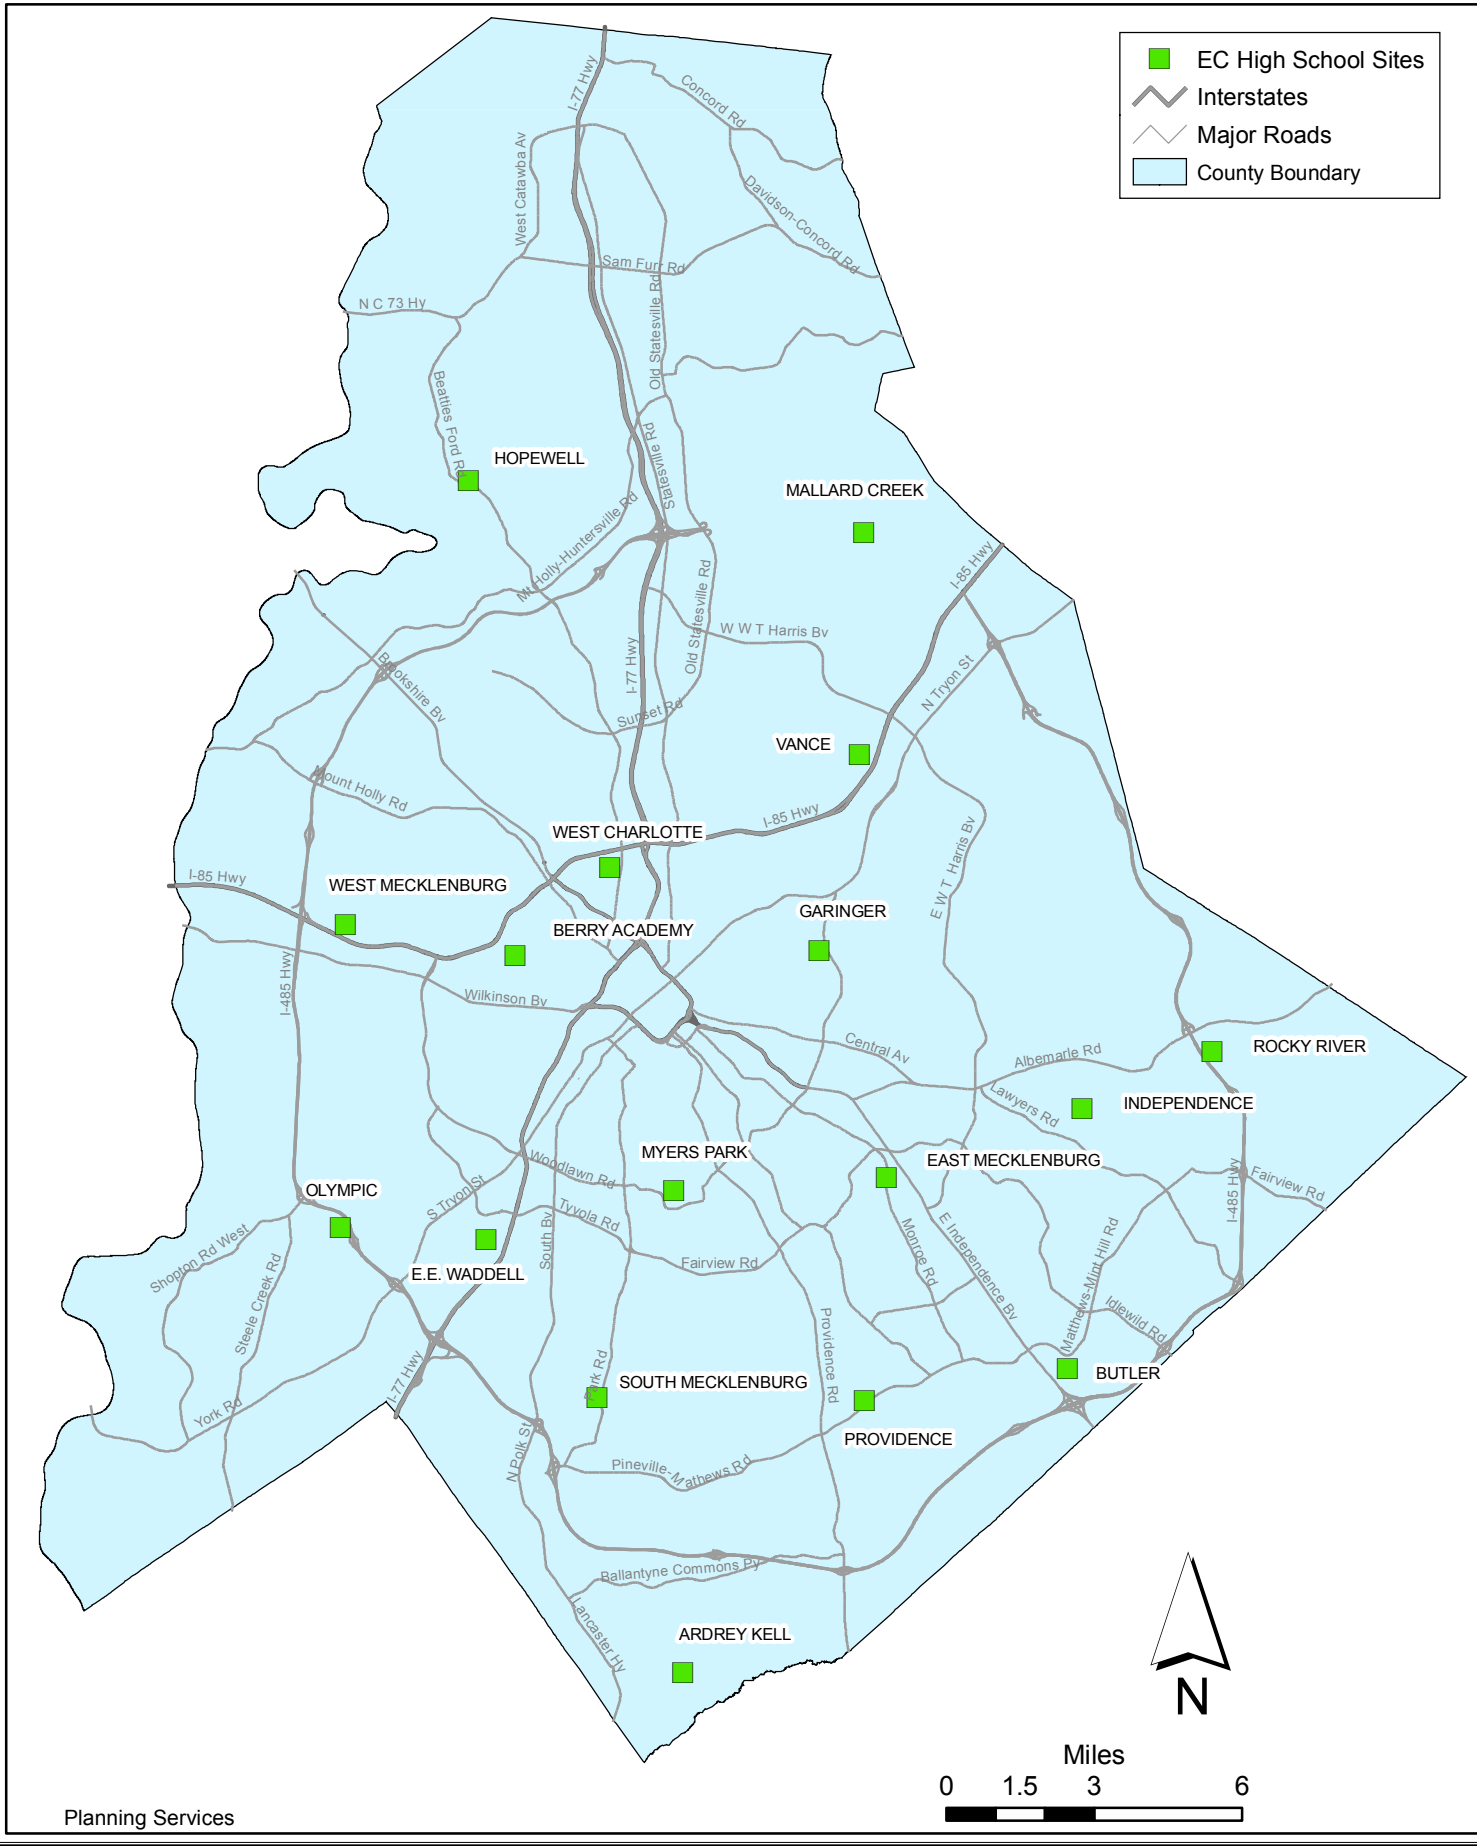 EC High School Sites
Interstates
Major Roads
County Boundary
I-77 Hwy
Concord Rd
West Catawba Av
Davidson-Concord Rd
Sam Furr Rd
N C 73 Hy
Old Statesville Rd
Beatties Ford Rd
HOPEWELL
Statesville Rd
MALLARD CREEK
Mt Holly-Huntersville Rd
I-85 Hwy
Old Statesville Rd
W W T Harris Bv
I-77 Hwy
Brookshire Bv
N Tryon St
Sunset Rd
VANCE
Mount Holly Rd
I-85 Hwy
WEST CHARLOTTE
E W T Harris Bv
I-85 Hwy
WEST MECKLENBURG
GARINGER
BERRY ACADEMY
I-485 Hwy
Wilkinson Bv
Central Av
Albemarle Rd
ROCKY RIVER
Lawyers Rd
INDEPENDENCE
MYERS PARK
EAST MECKLENBURG
Woodlawn Rd
OLYMPIC
S Tryon St
I-485 Hwy
Fairview Rd
Tyvola Rd
Shopton Rd West
South Bv
Monroe Rd
E Independence Bv
Matthews-Mint Hill Rd
Fairview Rd
E.E. WADDELL
Steele Creek Rd
Idlewild Rd
Providence Rd
I-77 Hwy
Park Rd
SOUTH MECKLENBURG
BUTLER
York Rd
PROVIDENCE
N Polk St
Pineville-Mathews Rd
Ballantyne Commons Py
Lancaster Hy
ARDREY KELL
N
Miles
0 1.5 3 6
Planning Services